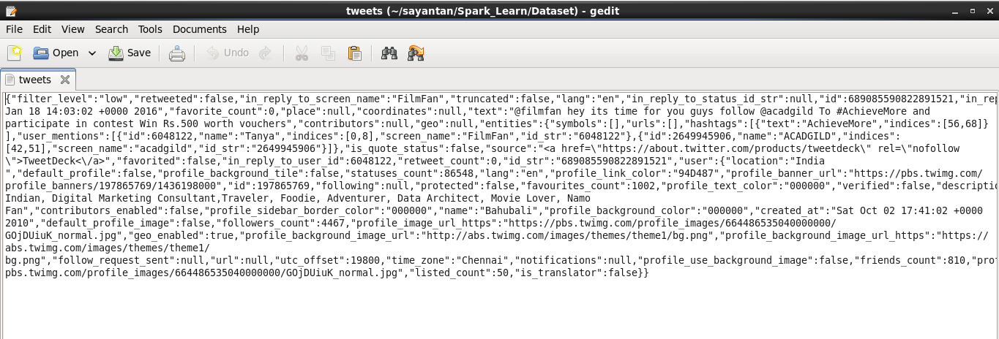 tweets (~/sayantan/Spark_Learn/Dataset) - gedit
File Edit View Search Tools Documents Help
Open Save Undo
tweets
{"filter_level":"low","retweeted":false,"in_reply_to_screen_name":"FilmFan","truncated":false,"lang":"en","in_reply_to_status_id_str":null,"id":689085590822891521,"in_rep
Jan 18 14:03:02 +0000 2016","favorite_count":0,"place":null,"coordinates":null,"text":"@filmfan hey its time for you guys follow @acadgild To #AchieveMore and
participate in contest Win Rs.500 worth vouchers","contributors":null,"geo":null,"entities":{"symbols":[],"urls":[],"hashtags":[{"text":"AchieveMore","indices":[56,68]}
],"user_mentions":[{"id":6048122,"name":"Tanya","indices":[0,8],"screen_name":"FilmFan","id_str":"6048122"},{"id":2649945906,"name":"ACADGILD","indices":
[42,51],"screen_name":"acadgild","id_str":"2649945906"}]},"is_quote_status":false,"source":"<a href=\"https://about.twitter.com/products/tweetdeck\" rel=\"nofollow
\">TweetDeck<\/a>","favorited":false,"in_reply_to_user_id":6048122,"retweet_count":0,"id_str":"689085590822891521","user":{"location":"India
","default_profile":false,"profile_background_tile":false,"statuses_count":86548,"lang":"en","profile_link_color":"94D487","profile_banner_url":"https://pbs.twimg.com/
profile_banners/197865769/1436198000","id":197865769,"following":null,"protected":false,"favourites_count":1002,"profile_text_color":"000000","verified":false,"descriptio
Indian, Digital Marketing Consultant,Traveler, Foodie, Adventurer, Data Architect, Movie Lover, Namo
Fan","contributors_enabled":false,"profile_sidebar_border_color":"000000","name":"Bahubali","profile_background_color":"000000","created_at":"Sat Oct 02 17:41:02 +0000
2010","default_profile_image":false,"followers_count":4467,"profile_image_url_https":"https://pbs.twimg.com/profile_images/664486535040000000/
GOjDUiuK_normal.jpg","geo_enabled":true,"profile_background_image_url":"http://abs.twimg.com/images/themes/theme1/bg.png","profile_background_image_url_https":"https://
abs.twimg.com/images/themes/theme1/
bg.png","follow_request_sent":null,"url":null,"utc_offset":19800,"time_zone":"Chennai","notifications":null,"profile_use_background_image":false,"friends_count":810,"prof
pbs.twimg.com/profile_images/664486535040000000/GOjDUiuK_normal.jpg","listed_count":50,"is_translator":false}}